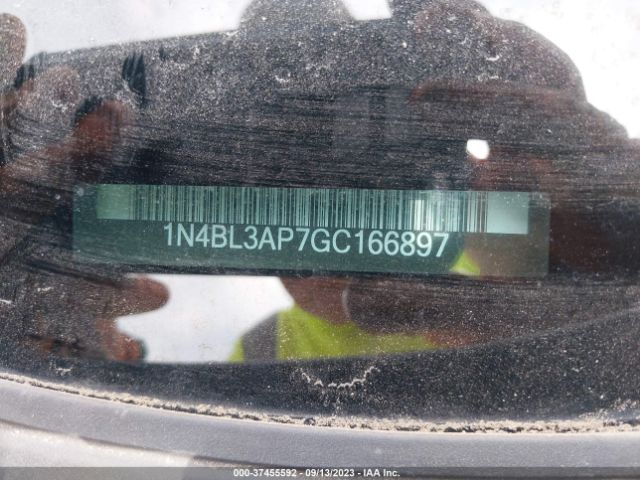 1N4BL3AP7GC166897
000-37455592 - 09/13/2023 - IAA Inc.